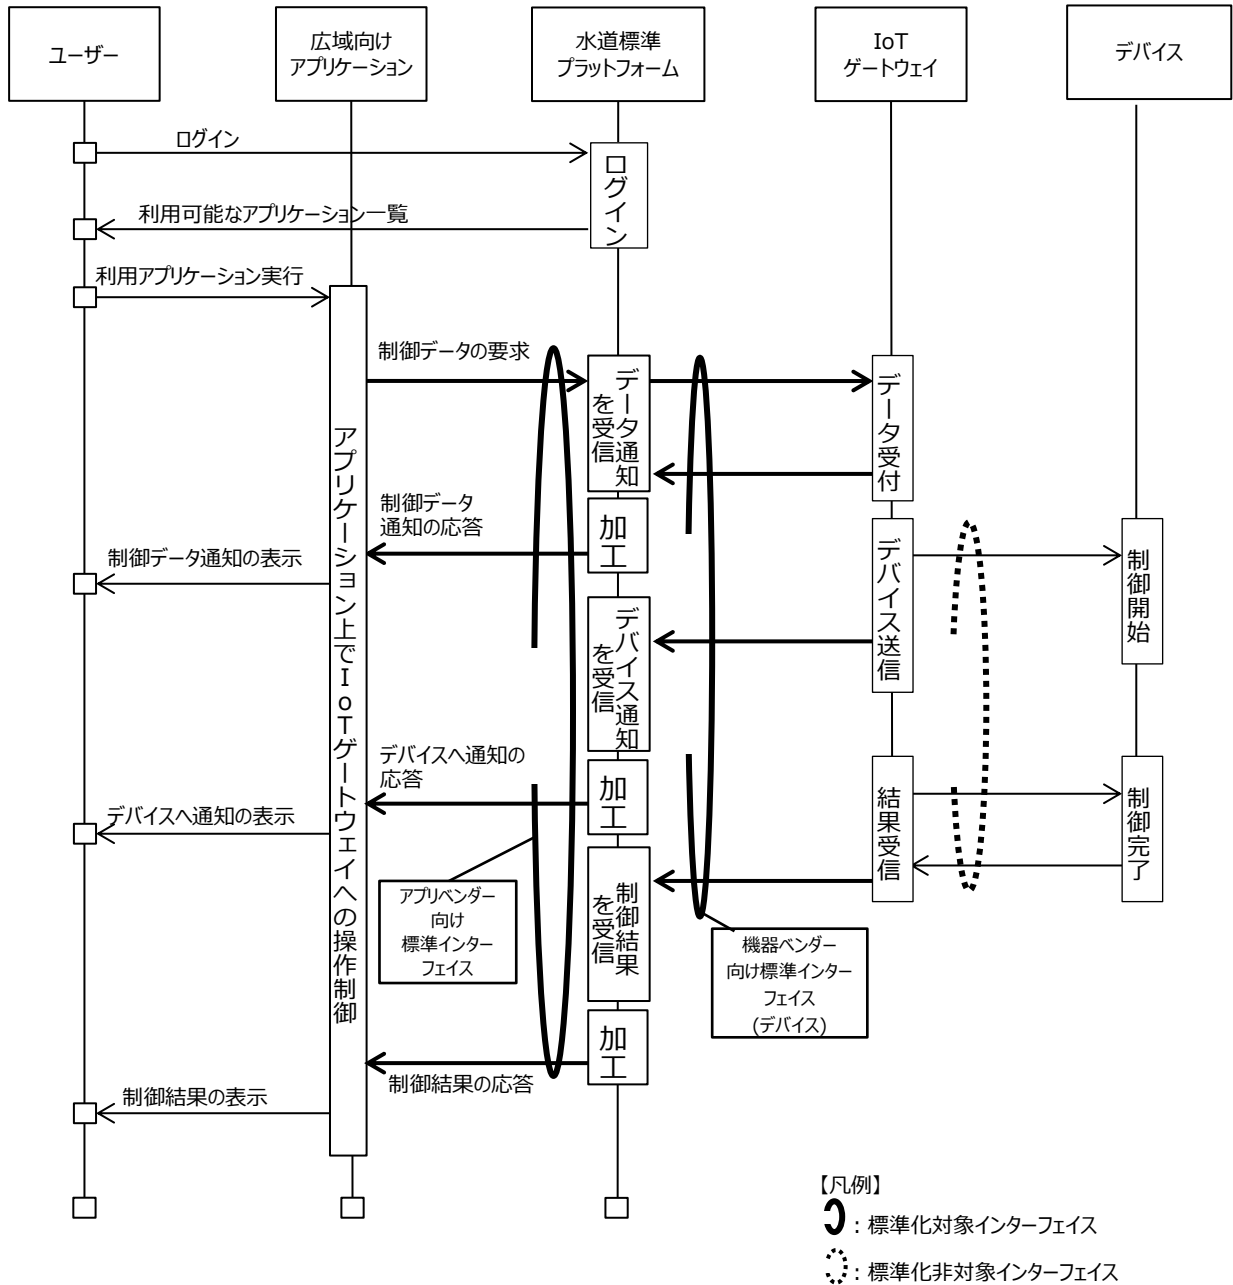 ユーザー
広域向け
アプリケーション
水道標準
プラットフォーム
IoT
ゲートウェイ
デバイス
ログイン
ログイン
利用可能なアプリケーション一覧
利用アプリケーション実行
アプリケーション上でIoTゲートウェイへの操作制御
制御データの要求
データ通知
を受信
データ受付
制御データ
通知の応答
加工
制御データ通知の表示
デバイス送信
制御開始
デバイス通知
を受信
デバイスへ通知の
応答
加工
デバイスへ通知の表示
結果受信
制御完了
アプリベンダー
向け
標準インター
フェイス
制御結果
を受信
機器ベンダー
向け標準インター
フェイス
(デバイス)
加工
制御結果の応答
制御結果の表示
【凡例】
：標準化対象インターフェイス
：標準化非対象インターフェイス